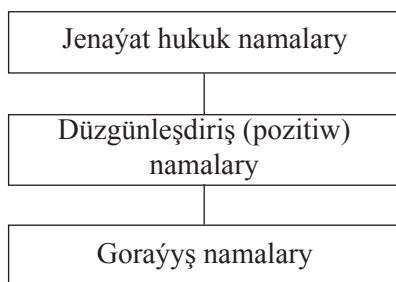 Jenaýat hukuk namalary
Düzgünleşdiriş (pozitiw)
namalary
Goraýyş namalary